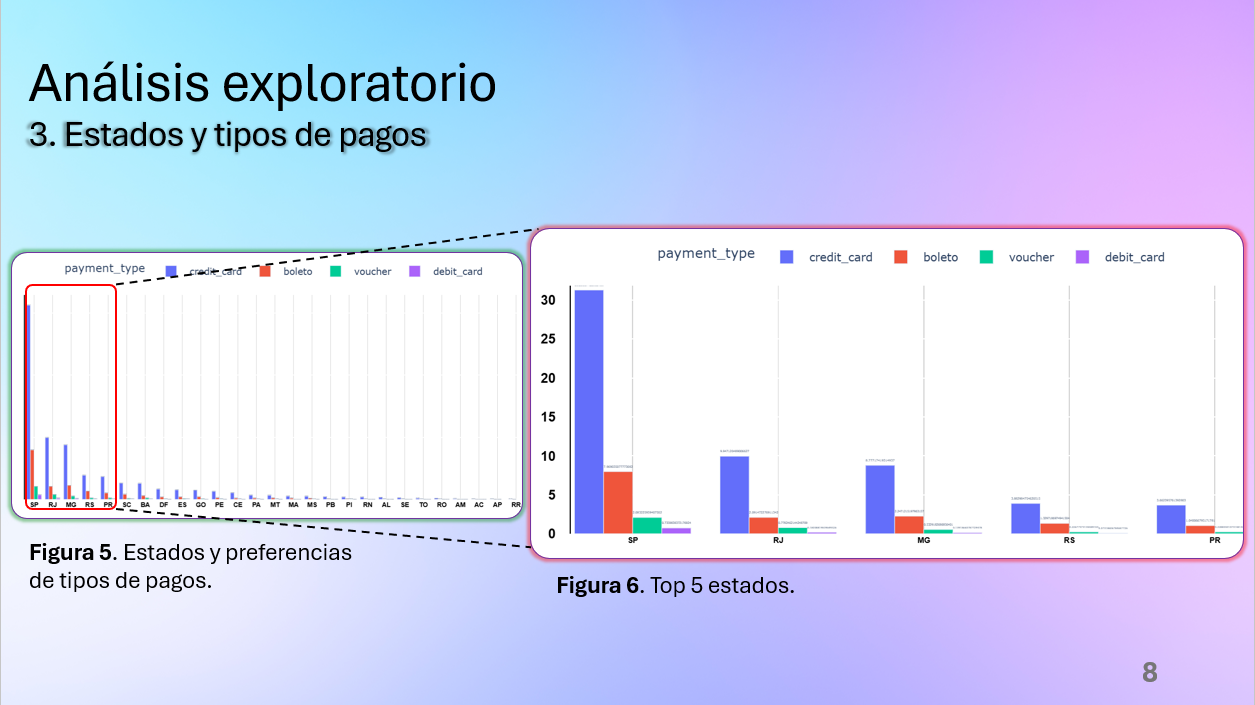 Análisis exploratorio
3. Estados y tipos de pagos
payment_type credit_card boleto voucher debit_card
SP RJ MG RS PR SC BA DF ES GO PE CE PA MT MA MS PB PI RN AL SE TO RO AM AC AP RR
Figura 5. Estados y preferencias
de tipos de pagos.
payment_type credit_card boleto voucher debit_card
30
25
20
15
10
5
0
SP RJ MG RS PR
Figura 6. Top 5 estados.
8